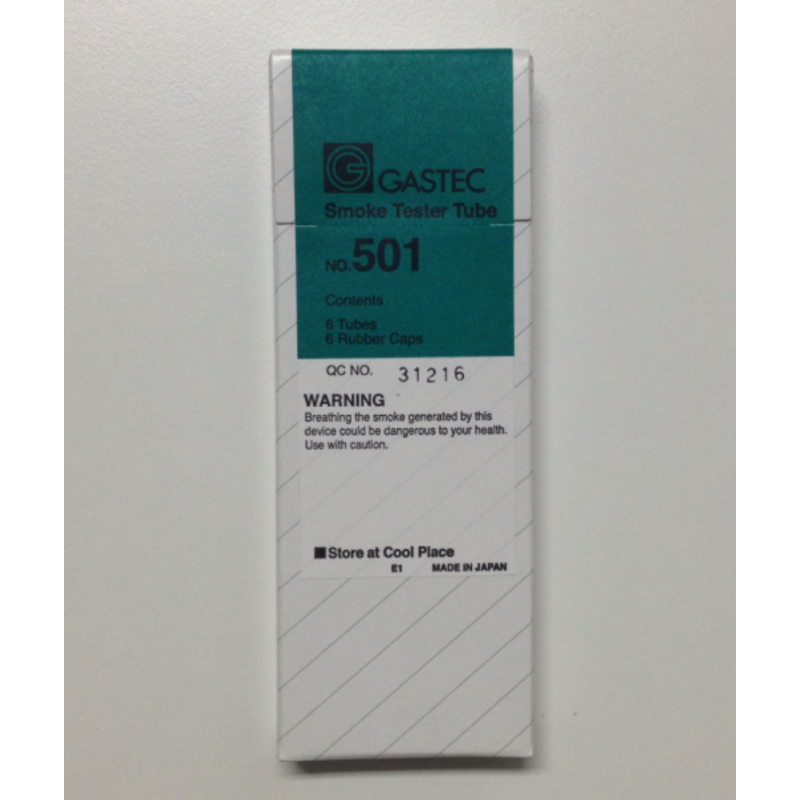 GASTEC
Smoke Tester Tube
NO.501
Contents
6 Tubes
6 Rubber Caps
QC NO. 31216
WARNING
Breathing the smoke generated by this
device could be dangerous to your health.
Use with caution.
■Store at Cool Place
E1 MADE IN JAPAN